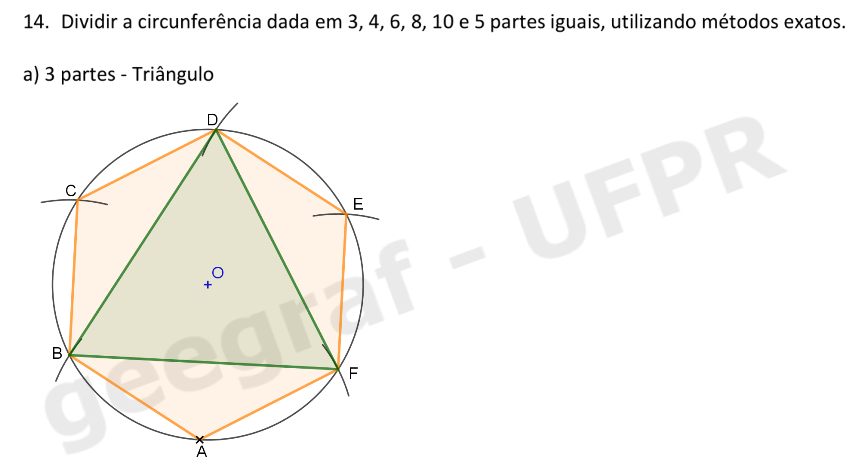 14. Dividir a circunferência dada em 3, 4, 6, 8, 10 e 5 partes iguais, utilizando métodos exatos.
a) 3 partes - Triângulo
D
C
E
O
B
F
A
geegraf - UFPR